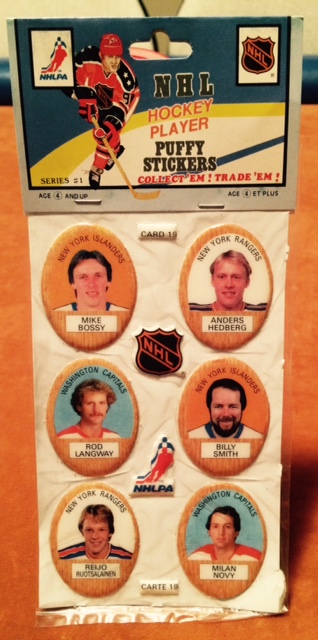 NHLPA
NHL
NHL
HOCKEY
PLAYER
PUFFY
STICKERS
SERIES #1
COLLECT 'EM! TRADE 'EM!
AGE 4 AND UP
AGE 4 ET PLUS
CARD 19
NEW YORK ISLANDERS
MIKE
BOSSY
NEW YORK RANGERS
ANDERS
HEDBERG
NHL
WASHINGTON CAPITALS
ROD
LANGWAY
NEW YORK ISLANDERS
BILLY
SMITH
NHLPA
NEW YORK RANGERS
REIJO
RUOTSALAINEN
WASHINGTON CAPITALS
MILAN
NOVY
CARTE 19